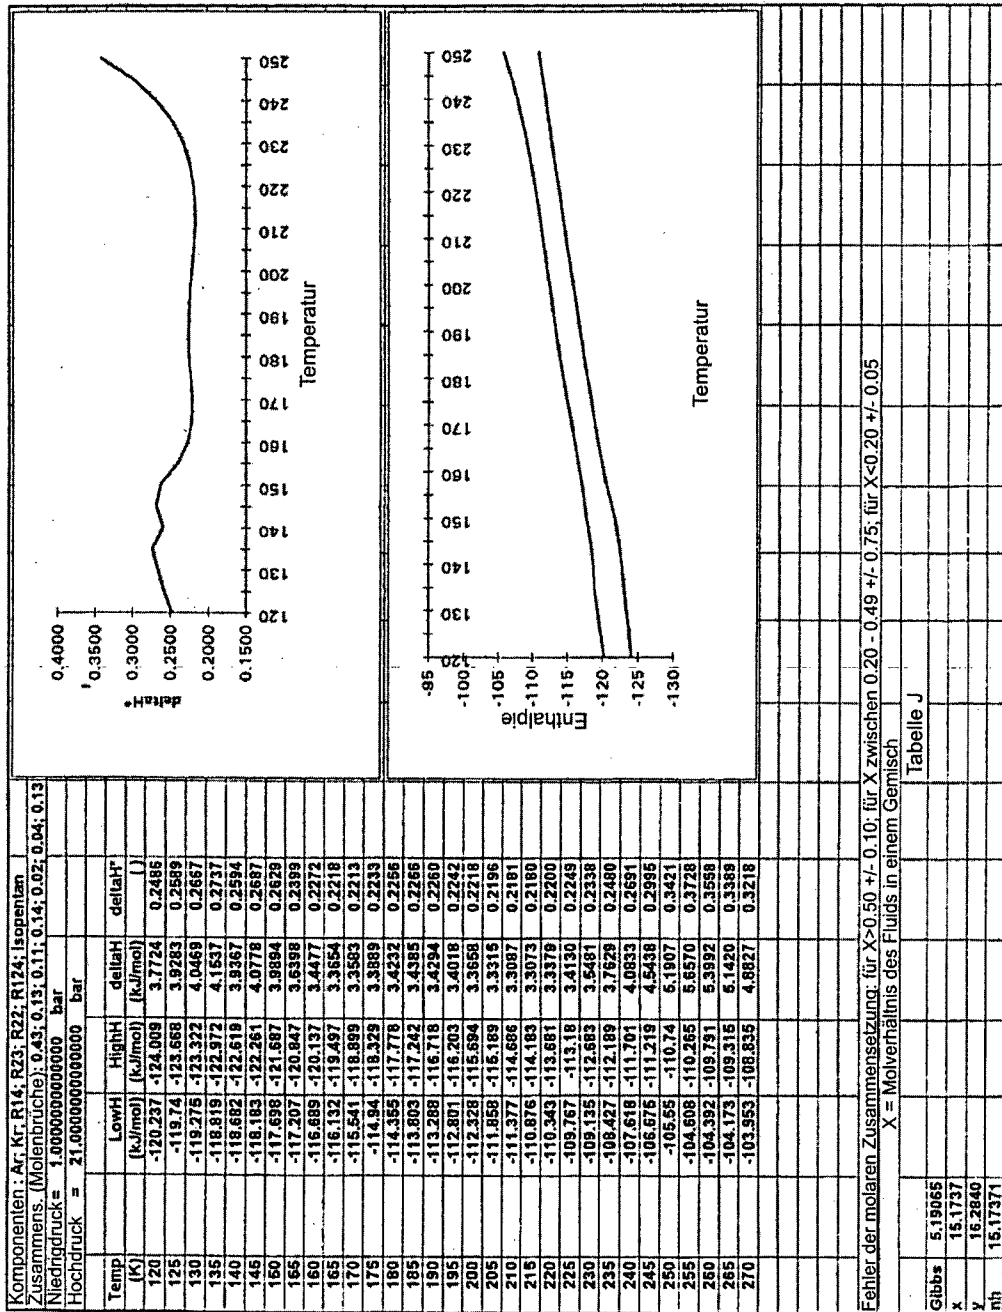 Komponenten : Ar; Kr; R14; R23; R22; R124; Isopentan
Zusammens. (Molenbrüche): 0.43; 0.13; 0.13; 0.11; 0.14; 0.02; 0.04; 0.13
Niedrigdruck = 1.00000000000000 bar
Hochdruck = 21.00000000000000 bar
Temp LowH HighH deltaH deltaH*
(K) (kJ/mol) (kJ/mol) (kJ/mol) ( )
120 -120.237 -124.009 3.7724 0.2486
125 -119.74 -123.668 3.9283 0.2589
130 -119.275 -123.322 4.0469 0.2667
135 -118.819 -122.972 4.1537 0.2737
140 -118.682 -122.619 3.9367 0.2594
145 -118.183 -122.261 4.0778 0.2687
150 -117.698 -121.687 3.9894 0.2629
155 -117.207 -120.847 3.6398 0.2399
160 -116.689 -120.137 3.4477 0.2272
165 -116.132 -119.497 3.3654 0.2218
170 -115.541 -118.899 3.3583 0.2213
175 -114.94 -118.329 3.3889 0.2233
180 -114.355 -117.778 3.4232 0.2256
185 -113.803 -117.242 3.4385 0.2266
190 -113.288 -116.718 3.4294 0.2260
195 -112.801 -116.203 3.4018 0.2242
200 -112.328 -115.694 3.3658 0.2218
205 -111.858 -115.189 3.3315 0.2196
210 -111.377 -114.686 3.3087 0.2181
215 -110.876 -114.183 3.3073 0.2180
220 -110.343 -113.681 3.3379 0.2200
225 -109.767 -113.18 3.4130 0.2249
230 -109.135 -112.683 3.5481 0.2338
235 -108.427 -112.189 3.7629 0.2480
240 -107.618 -111.701 4.0833 0.2691
245 -106.675 -111.219 4.5438 0.2995
250 -105.55 -110.74 5.1907 0.3421
255 -104.608 -110.265 5.6570 0.3728
260 -104.392 -109.791 5.3992 0.3558
265 -104.173 -109.315 5.1420 0.3389
270 -103.953 -108.835 4.8827 0.3218
deltaH*
0.4000
0.3500
0.3000
0.2500
0.2000
0.1500
120 130 140 150 160 170 180 190 200 210 220 230 240 250
Temperatur
Enthalpie
-95
-100
-105
-110
-115
-120
-125
-130
120 130 140 150 160 170 180 190 200 210 220 230 240 250
Temperatur
Fehler der molaren Zusammensetzung: für X>0.50 +/- 0.10; für X zwischen 0.20 - 0.49 +/- 0.75; für X<0.20 +/- 0.05
X = Molverhältnis des Fluids in einem Gemisch
Tabelle J
Gibbs 5.19065
x 15.1737
y 16.2840
hh 15.17371